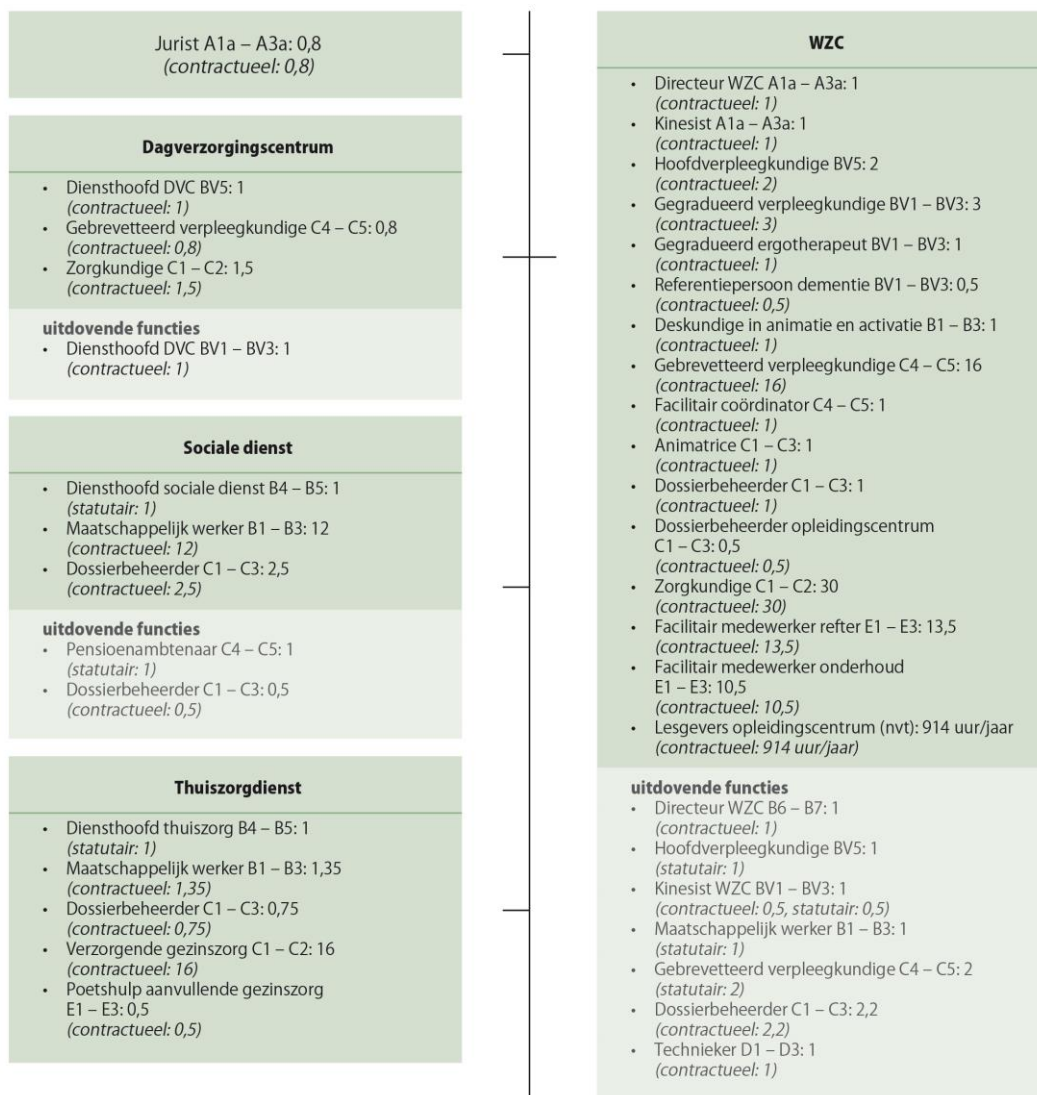 Jurist A1a – A3a: 0,8
(contractueel: 0,8)
Dagverzorgingscentrum
• Diensthoofd DVC BV5: 1
(contractueel: 1)
• Gebrevetteerd verpleegkundige C4 – C5: 0,8
(contractueel: 0,8)
• Zorgkundige C1 – C2: 1,5
(contractueel: 1,5)
uitdovende functies
• Diensthoofd DVC BV1 – BV3: 1
(contractueel: 1)
Sociale dienst
• Diensthoofd sociale dienst B4 – B5: 1
(statutair: 1)
• Maatschappelijk werker B1 – B3: 12
(contractueel: 12)
• Dossierbeheerder C1 – C3: 2,5
(contractueel: 2,5)
uitdovende functies
• Pensioenambtenaar C4 – C5: 1
(statutair: 1)
• Dossierbeheerder C1 – C3: 0,5
(contractueel: 0,5)
Thuiszorgdienst
• Diensthoofd thuiszorg B4 – B5: 1
(statutair: 1)
• Maatschappelijk werker B1 – B3: 1,35
(contractueel: 1,35)
• Dossierbeheerder C1 – C3: 0,75
(contractueel: 0,75)
• Verzorgende gezinszorg C1 – C2: 16
(contractueel: 16)
• Poetshulp aanvullende gezinszorg
E1 – E3: 0,5
(contractueel: 0,5)
WZC
• Directeur WZC A1a – A3a: 1
(contractueel: 1)
• Kinesist A1a – A3a: 1
(contractueel: 1)
• Hoofdverpleegkundige BV5: 2
(contractueel: 2)
• Gegradueerd verpleegkundige BV1 – BV3: 3
(contractueel: 3)
• Gegradueerd ergotherapeut BV1 – BV3: 1
(contractueel: 1)
• Referentiepersoon dementie BV1 – BV3: 0,5
(contractueel: 0,5)
• Deskundige in animatie en activatie B1 – B3: 1
(contractueel: 1)
• Gebrevetteerd verpleegkundige C4 – C5: 16
(contractueel: 16)
• Facilitair coördinator C4 – C5: 1
(contractueel: 1)
• Animatrice C1 – C3: 1
(contractueel: 1)
• Dossierbeheerder C1 – C3: 1
(contractueel: 1)
• Dossierbeheerder opleidingscentrum
C1 – C3: 0,5
(contractueel: 0,5)
• Zorgkundige C1 – C2: 30
(contractueel: 30)
• Facilitair medewerker refter E1 – E3: 13,5
(contractueel: 13,5)
• Facilitair medewerker onderhoud
E1 – E3: 10,5
(contractueel: 10,5)
• Lesgevers opleidingscentrum (nvt): 914 uur/jaar
(contractueel: 914 uur/jaar)
uitdovende functies
• Directeur WZC B6 – B7: 1
(contractueel: 1)
• Hoofdverpleegkundige BV5: 1
(statutair: 1)
• Kinesist WZC BV1 – BV3: 1
(contractueel: 0,5, statutair: 0,5)
• Maatschappelijk werker B1 – B3: 1
(statutair: 1)
• Gebrevetteerd verpleegkundige C4 – C5: 2
(statutair: 2)
• Dossierbeheerder C1 – C3: 2,2
(contractueel: 2,2)
• Technieker D1 – D3: 1
(contractueel: 1)